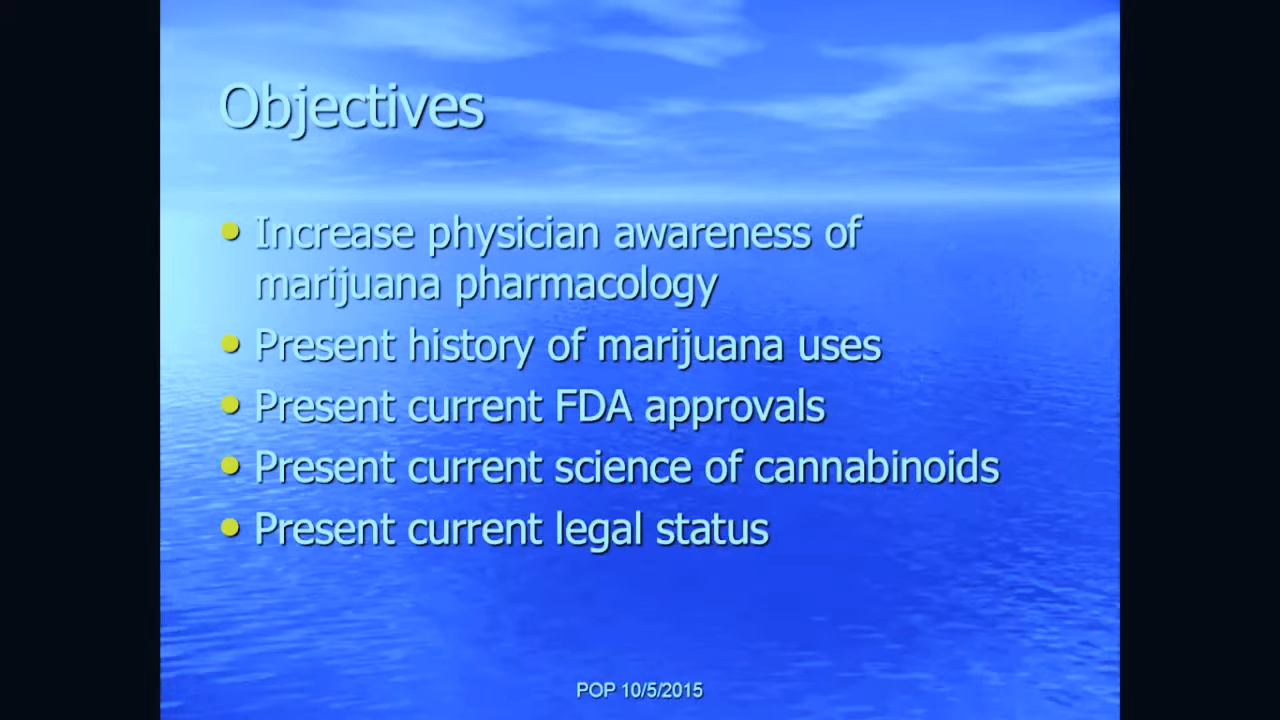 Objectives
• Increase physician awareness of
marijuana pharmacology
• Present history of marijuana uses
• Present current FDA approvals
• Present current science of cannabinoids
• Present current legal status
POP 10/5/2015